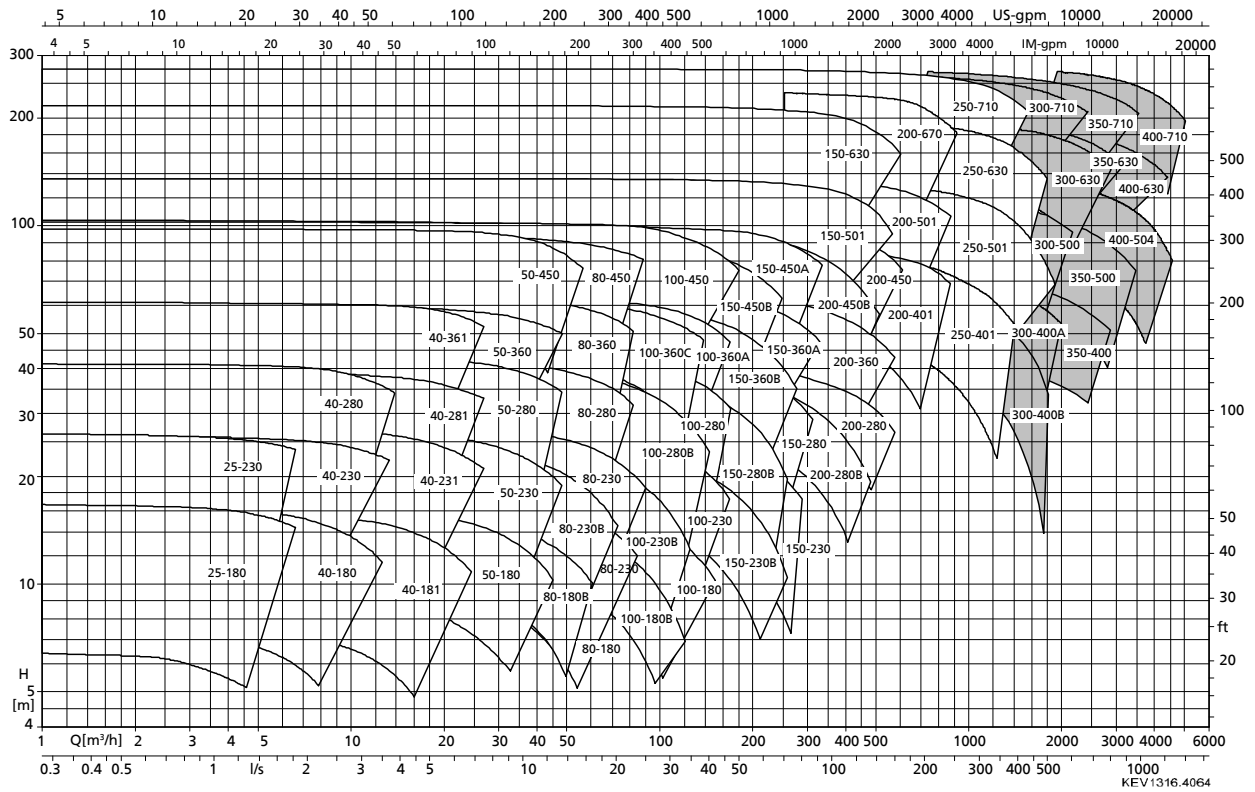 5 10 20 30 40 50 100 200 300 400 500 1000 2000 3000 4000 US-gpm 10000 20000
4 5 10 20 30 40 50 100 200 300 400 500 1000 2000 3000 4000 IM-gpm 10000 20000
300
250-710 300-710
200 350-710
200-670 400-710
150-630 500
350-630
250-630 300-630
400-630 400
200-501
100 150-501 400-504 300
250-501 300-500
150-450A
50-450 80-450 100-450 200-450 350-500
150-450B 200-450B 200
200-401
50 40-361 80-360 250-401 300-400A
50-360 100-360C 100-360A 150-360A 350-400
200-360
40 150-360B
40-280 50-280 80-280 300-400B 100
30 40-281
100-280 200-280
100-280B 150-280
25-230 40-230 40-231 80-230 150-280B 200-280B
20
50-230
80-230B 100-230 50
100-230B 150-230 40
150-230B
25-180 40-180 50-180 80-230
10 40-181 80-180B 100-180 30
100-180B ft
80-180 20
H
5
[m]
4
1 Q[m³/h] 2 3 4 5 10 20 30 40 50 100 200 300 400 500 1000 2000 3000 4000 6000
0.3 0.4 0.5 1 l/s 2 3 4 5 10 20 30 40 50 100 200 300 400 500 1000
KEV1316.4064